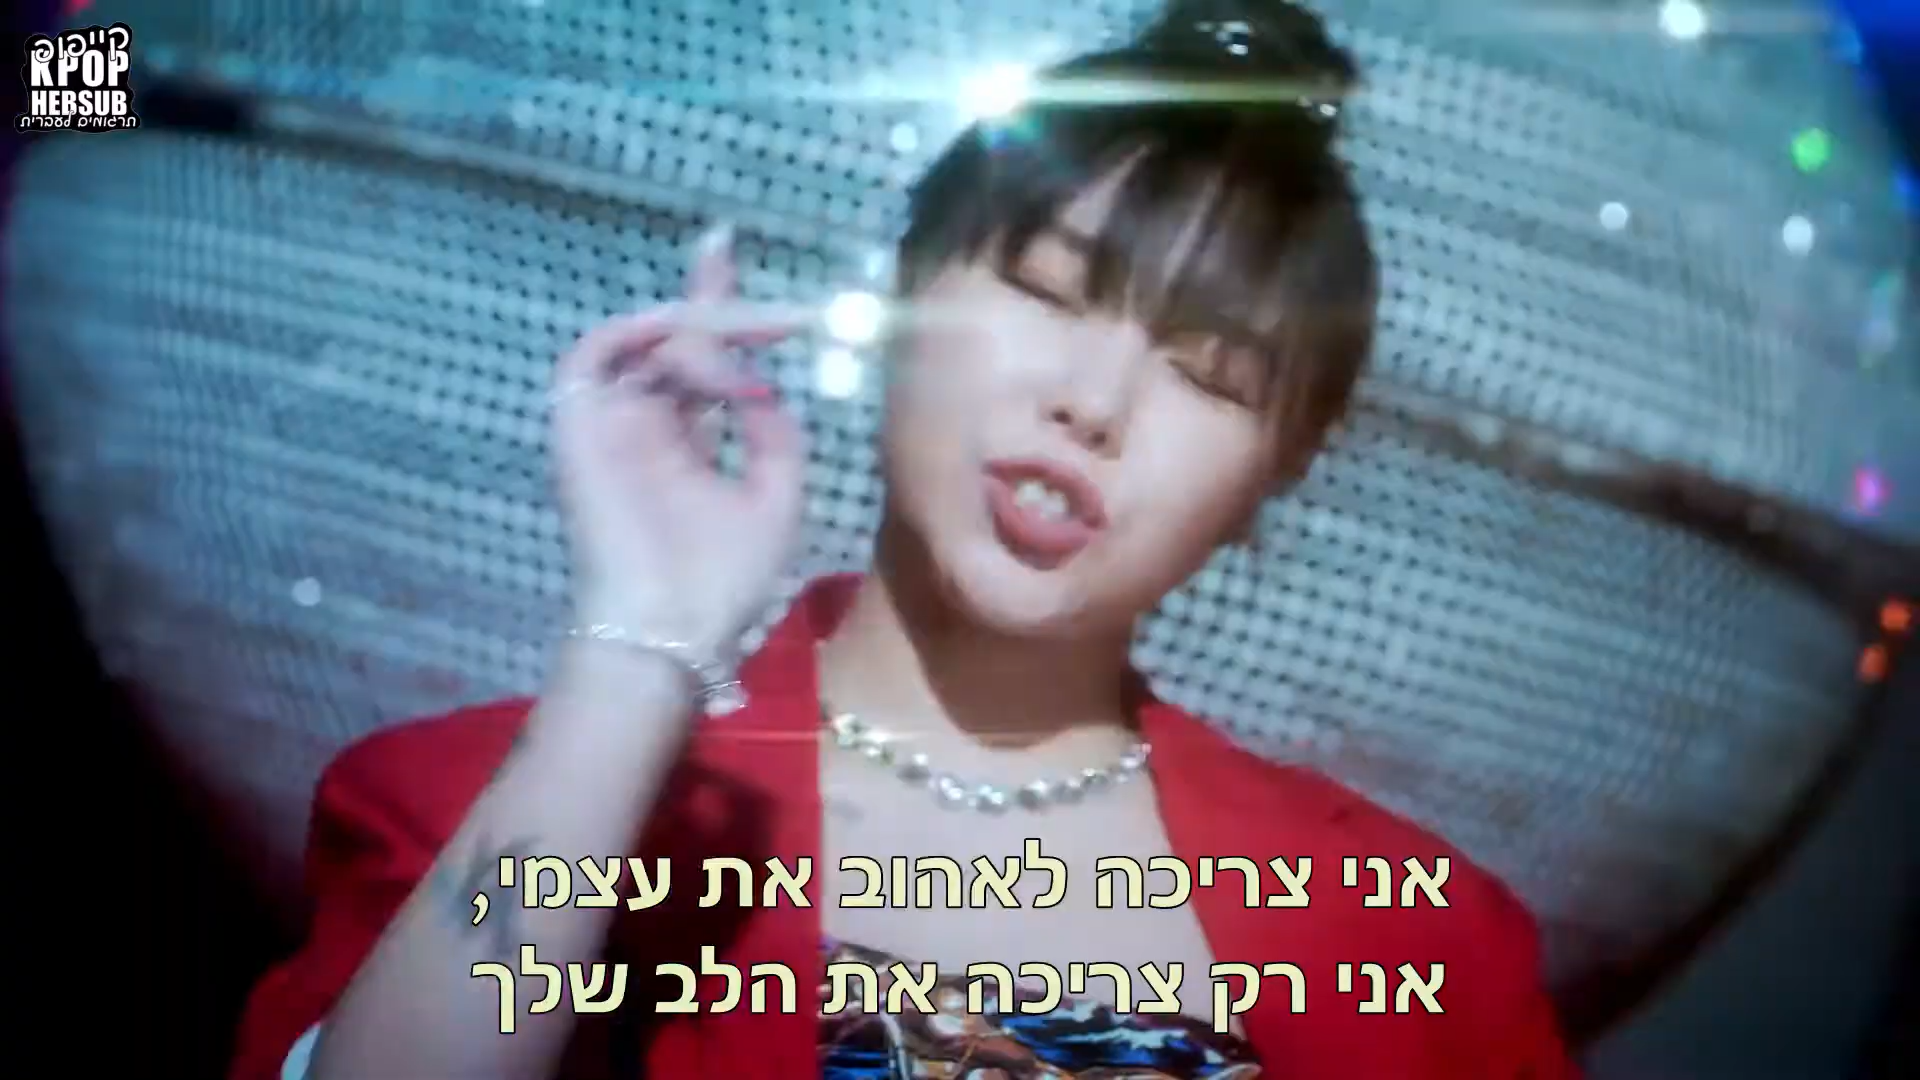 קייפופ
KPOP
HEBSUB
תרגומים לעברית
אני צריכה לאהוב את עצמי,
אני רק צריכה את הלב שלך